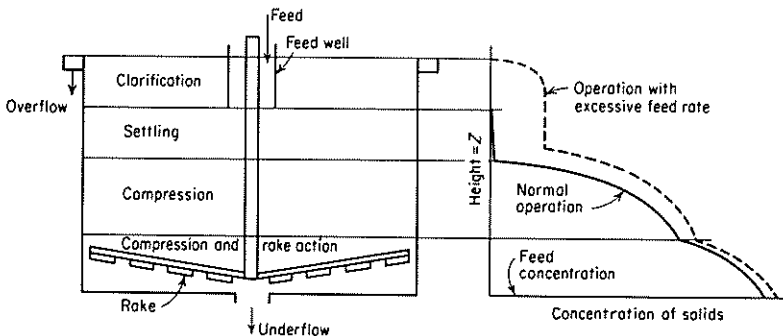 Feed
Feed well
Clarification
Overflow
Operation with
excessive feed rate
Settling
Height = Z
Compression
Normal
operation
Compression and rake action
Feed
concentration
Rake
Underflow
Concentration of solids